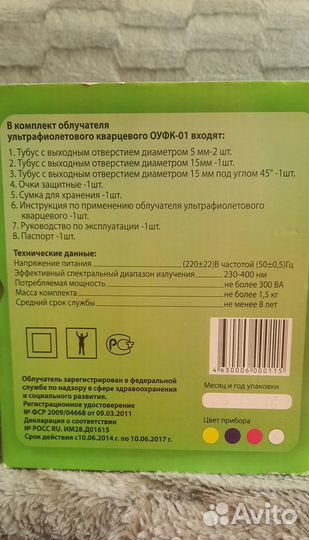 В комплект облучателя
ультрафиолетового кварцевого ОУФК-01 входят:
1. Тубус с выходным отверстием диаметром 5 мм-2 шт.
2. Тубус с выходным отверстием диаметром 15мм -1шт.
3. Тубус с выходным отверстием диаметром 15 мм под углом 45° -1шт.
4. Очки защитные -1шт.
5. Сумка для хранения -1шт.
6. Инструкция по применению облучателя ультрафиолетового
кварцевого -1шт.
7. Руководство по эксплуатации -1шт.
8. Паспорт -1шт.
Технические данные:
Напряжение питания (220±22)В частотой (50±0,5)Гц
Эффективный спектральный диапазон излучения 230-400 нм
Потребляемая мощность не более 300 ВА
Масса комплекта не более 1,5 кг
Средний срок службы не менее 8 лет
РС
4 630006 000115
Месяц и год упаковки
Облучатель зарегистрирован в федеральной
службе по надзору в сфере здравоохранения
и социального развития.
Регистрационное удостоверение
№ ФСР 2009/04668 от 09.03.2011
Декларация о соответствии
№ РОСС RU. ИМ28.Д01615
Срок действия с10.06.2014 г. по 10.06.2017 г.
Цвет прибора
Avito